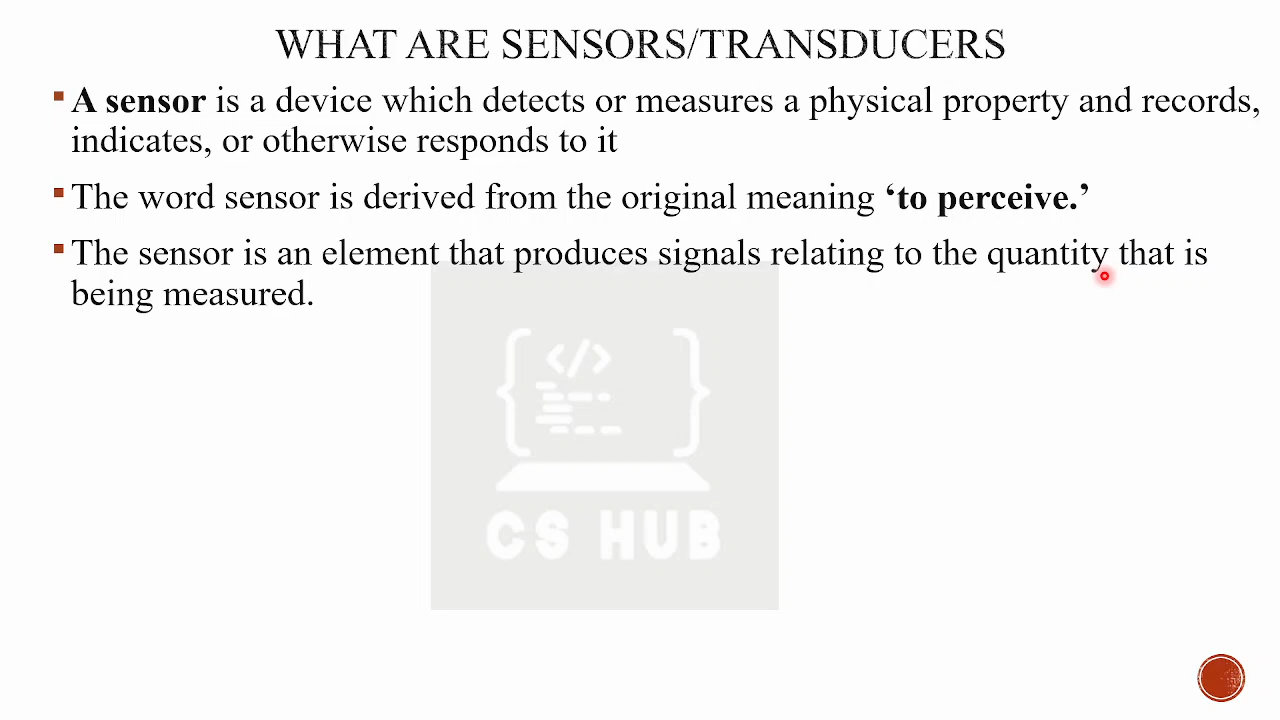 WHAT ARE SENSORS/TRANSDUCERS
A sensor is a device which detects or measures a physical property and records,
indicates, or otherwise responds to it
The word sensor is derived from the original meaning ‘to perceive.’
The sensor is an element that produces signals relating to the quantity that is
being measured.
</>
CS HUB